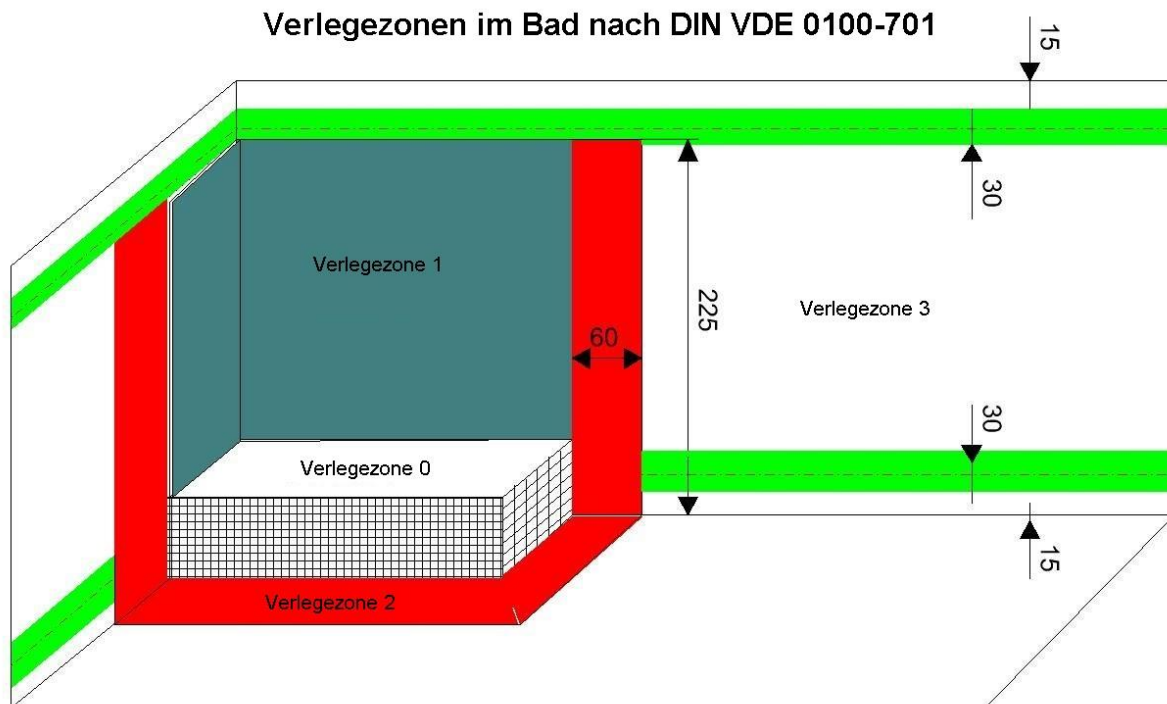 Verlegezonen im Bad nach DIN VDE 0100-701
15
30
Verlegezone 1
225
Verlegezone 3
60
30
Verlegezone 0
15
Verlegezone 2